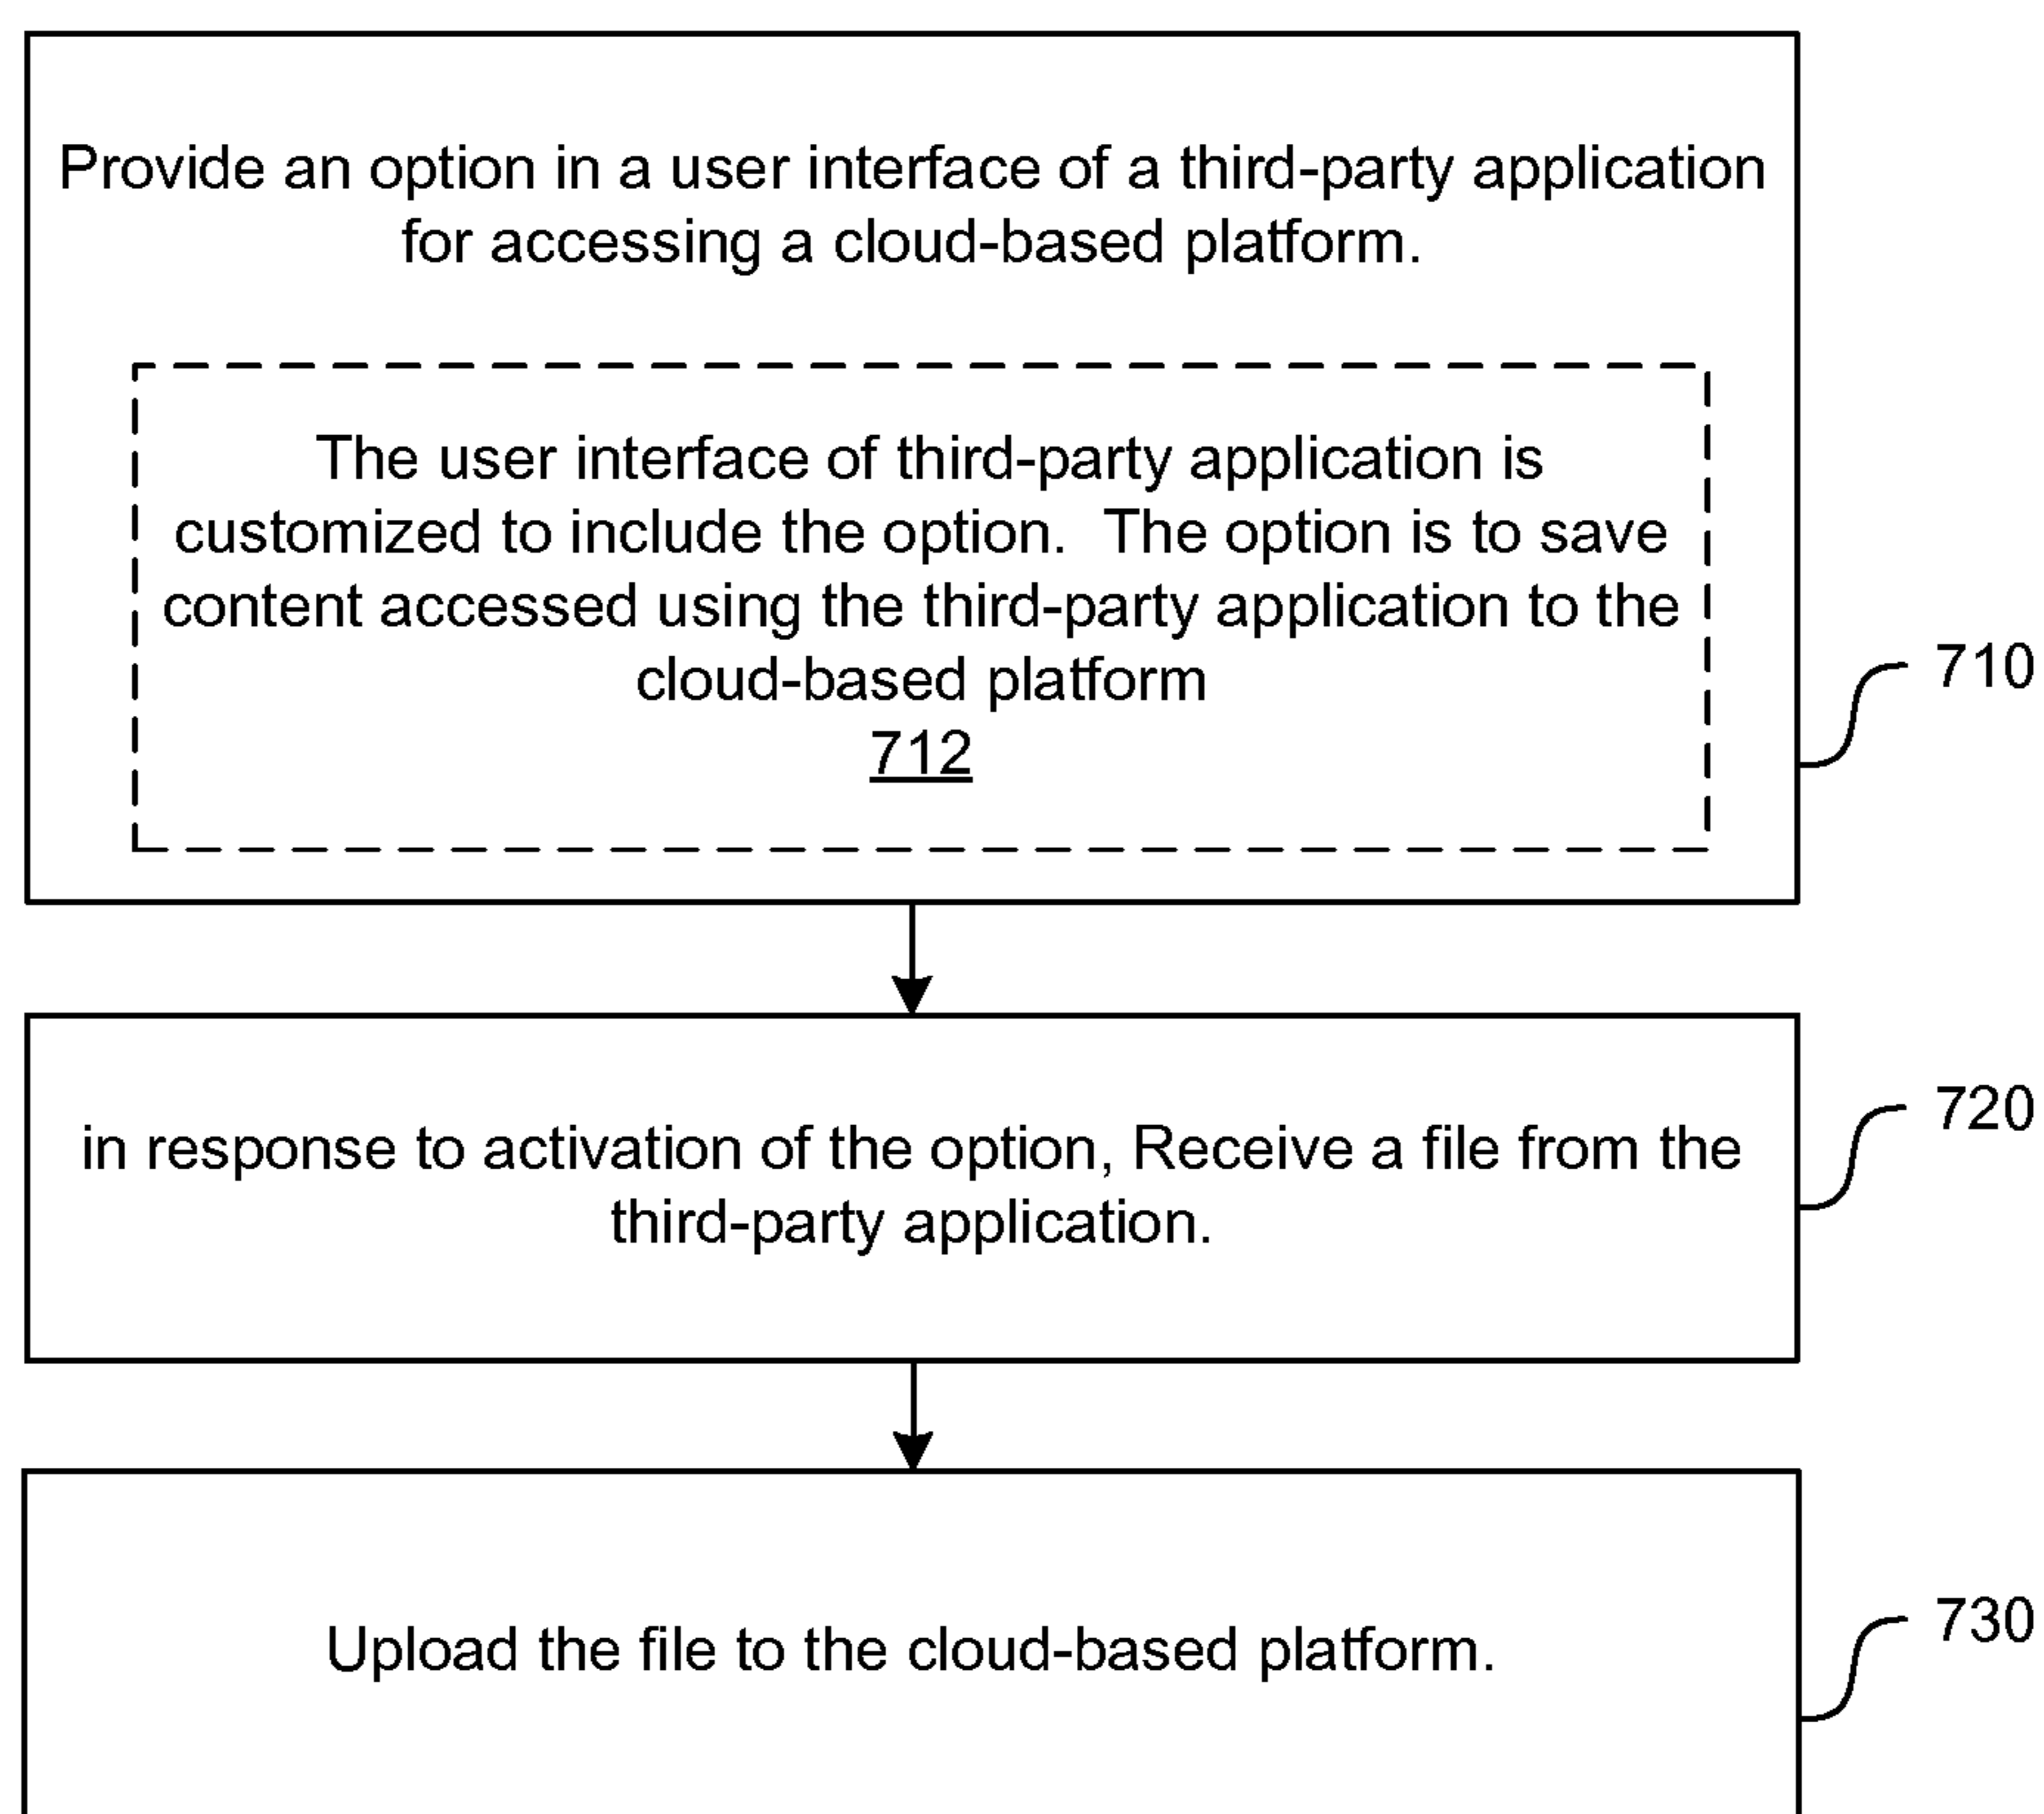 Provide an option in a user interface of a third-party application
for accessing a cloud-based platform.
The user interface of third-party application is
customized to include the option.  The option is to save
content accessed using the third-party application to the
cloud-based platform
712
710
in response to activation of the option, Receive a file from the
third-party application.
720
Upload the file to the cloud-based platform.
730